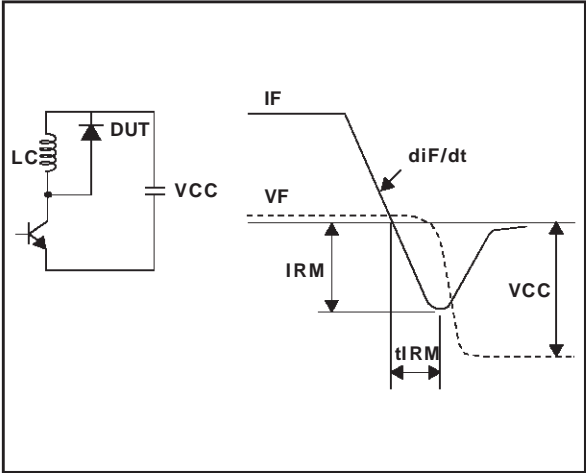 IF
DUT
diF/dt
LC
VCC
VF
IRM
VCC
tIRM